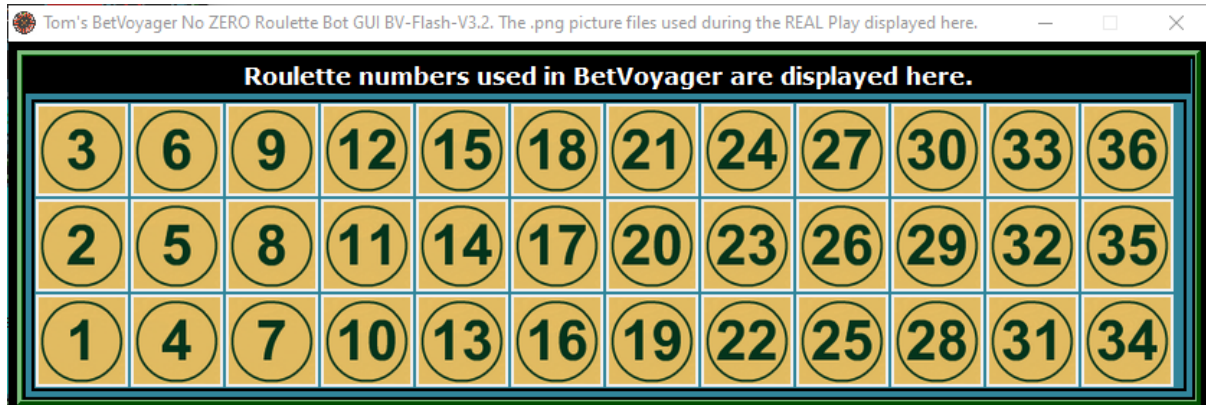 Tom's BetVoyager No ZERO Roulette Bot GUI BV-Flash-V3.2. The .png picture files used during the REAL Play displayed here.
Roulette numbers used in BetVoyager are displayed here.
3 6 9 12 15 18 21 24 27 30 33 36
2 5 8 11 14 17 20 23 26 29 32 35
1 4 7 10 13 16 19 22 25 28 31 34